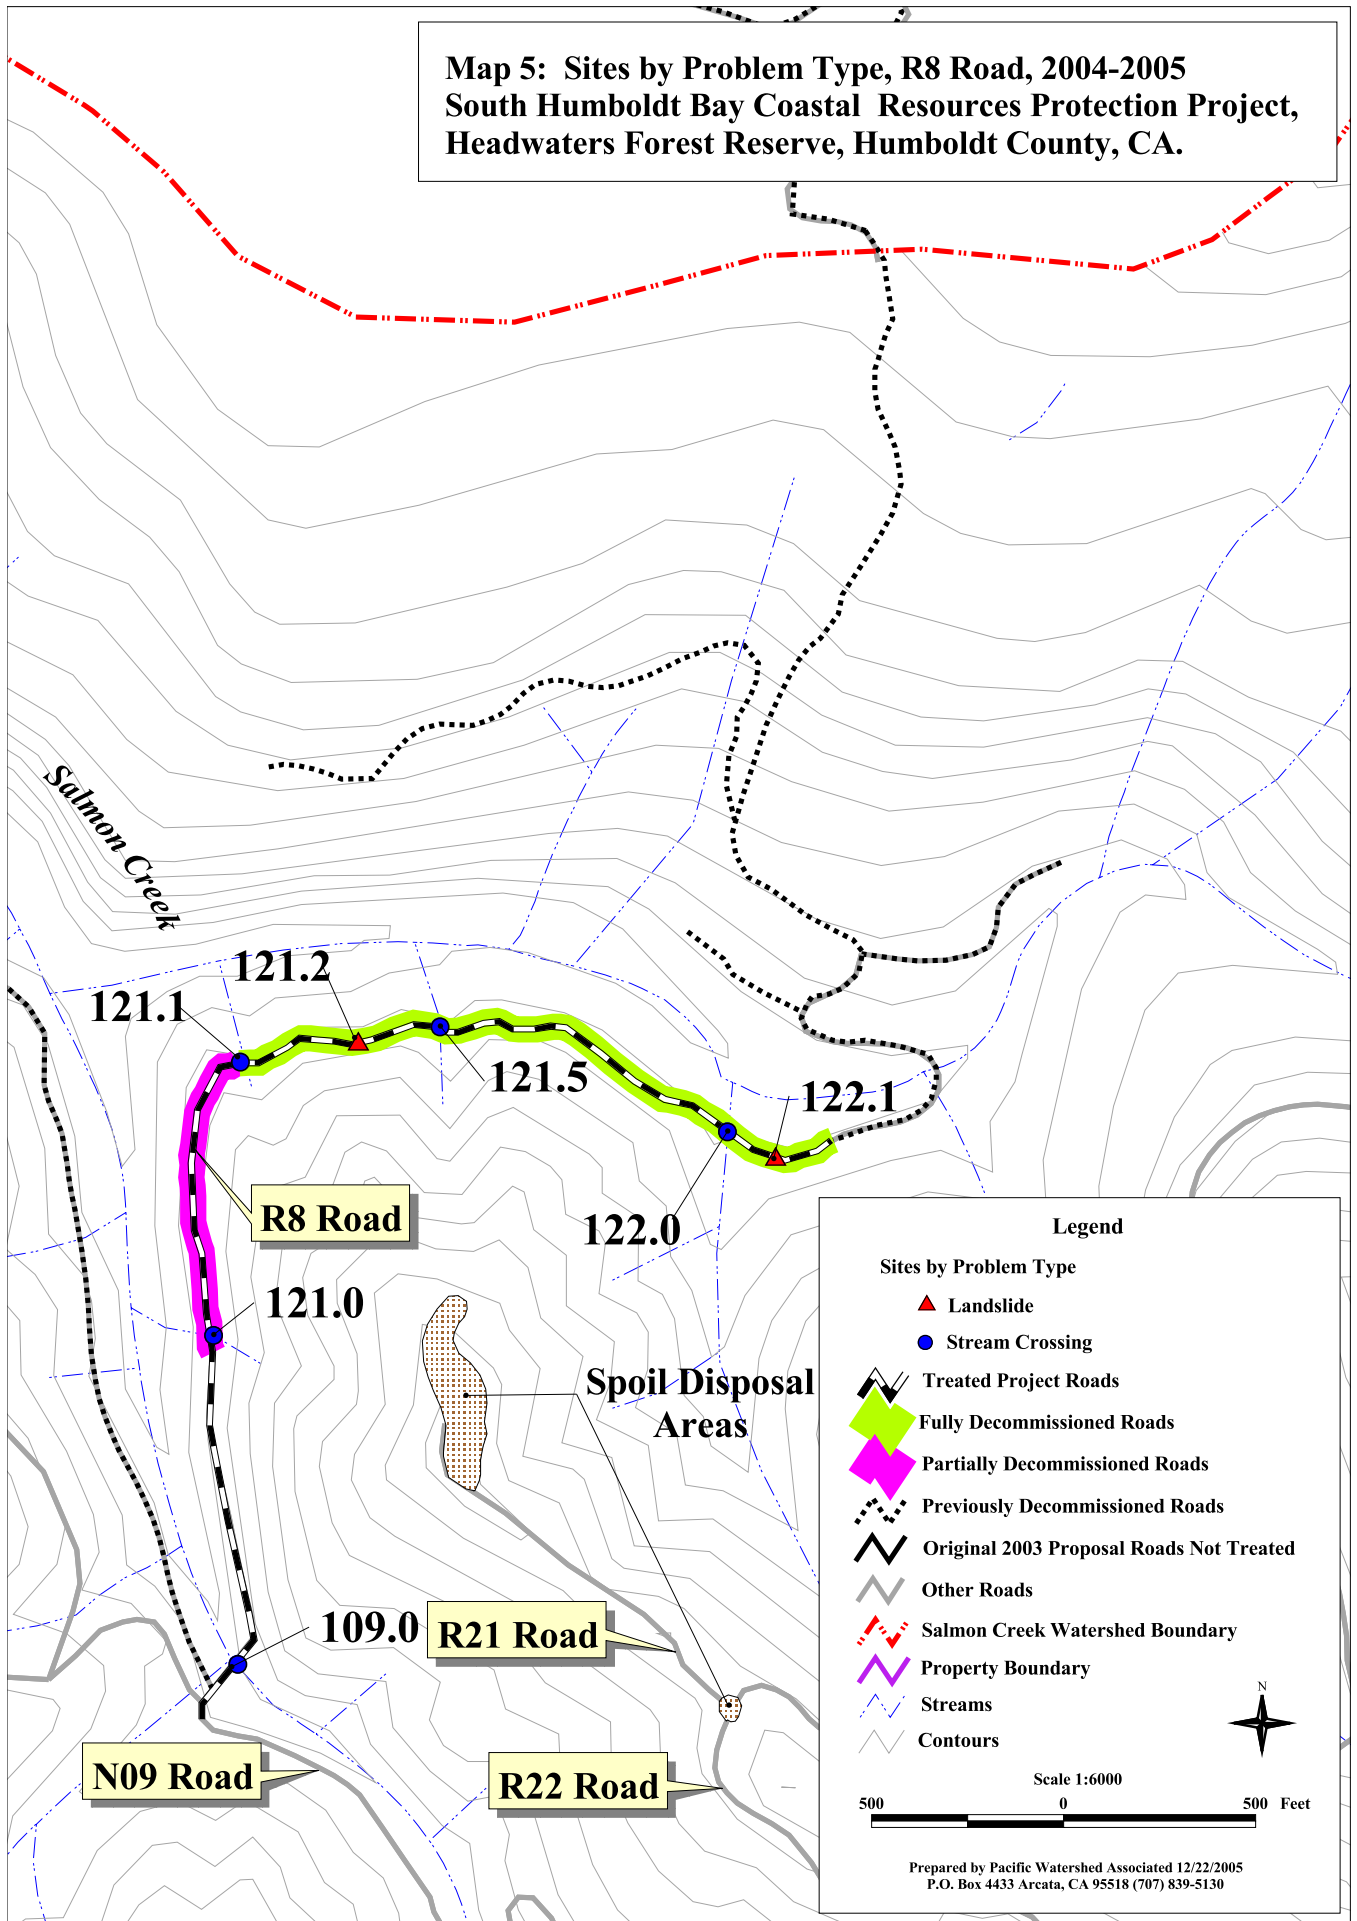 Map 5:  Sites by Problem Type, R8 Road, 2004-2005
South Humboldt Bay Coastal  Resources Protection Project,
Headwaters Forest Reserve, Humboldt County, CA.
Salmon Creek
121.2
121.1
121.5
122.1
122.0
R8 Road
121.0
Spoil Disposal
Areas
109.0
R21 Road
N09 Road
R22 Road
Legend
Sites by Problem Type
Landslide
Stream Crossing
Treated Project Roads
Fully Decommissioned Roads
Partially Decommissioned Roads
Previously Decommissioned Roads
Original 2003 Proposal Roads Not Treated
Other Roads
Salmon Creek Watershed Boundary
Property Boundary
Streams
Contours
N
Scale 1:6000
500 0 500 Feet
Prepared by Pacific Watershed Associated 12/22/2005
P.O. Box 4433 Arcata, CA 95518 (707) 839-5130